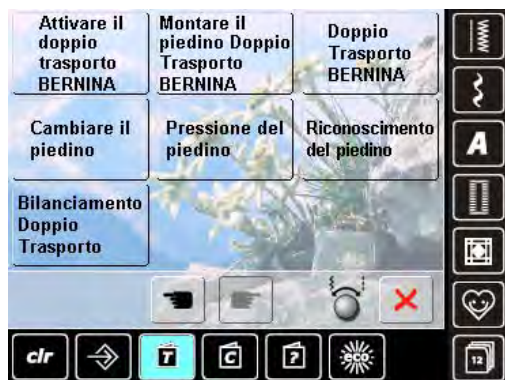 Attivare il
doppio
trasporto
BERNINA
Montare il
piedino Doppio
Trasporto
BERNINA
Doppio
Trasporto
BERNINA
Cambiare il
piedino
Pressione del
piedino
Riconoscimento
del piedino
Bilanciamento
Doppio
Trasporto
A
clr
T
C
?
eco
12